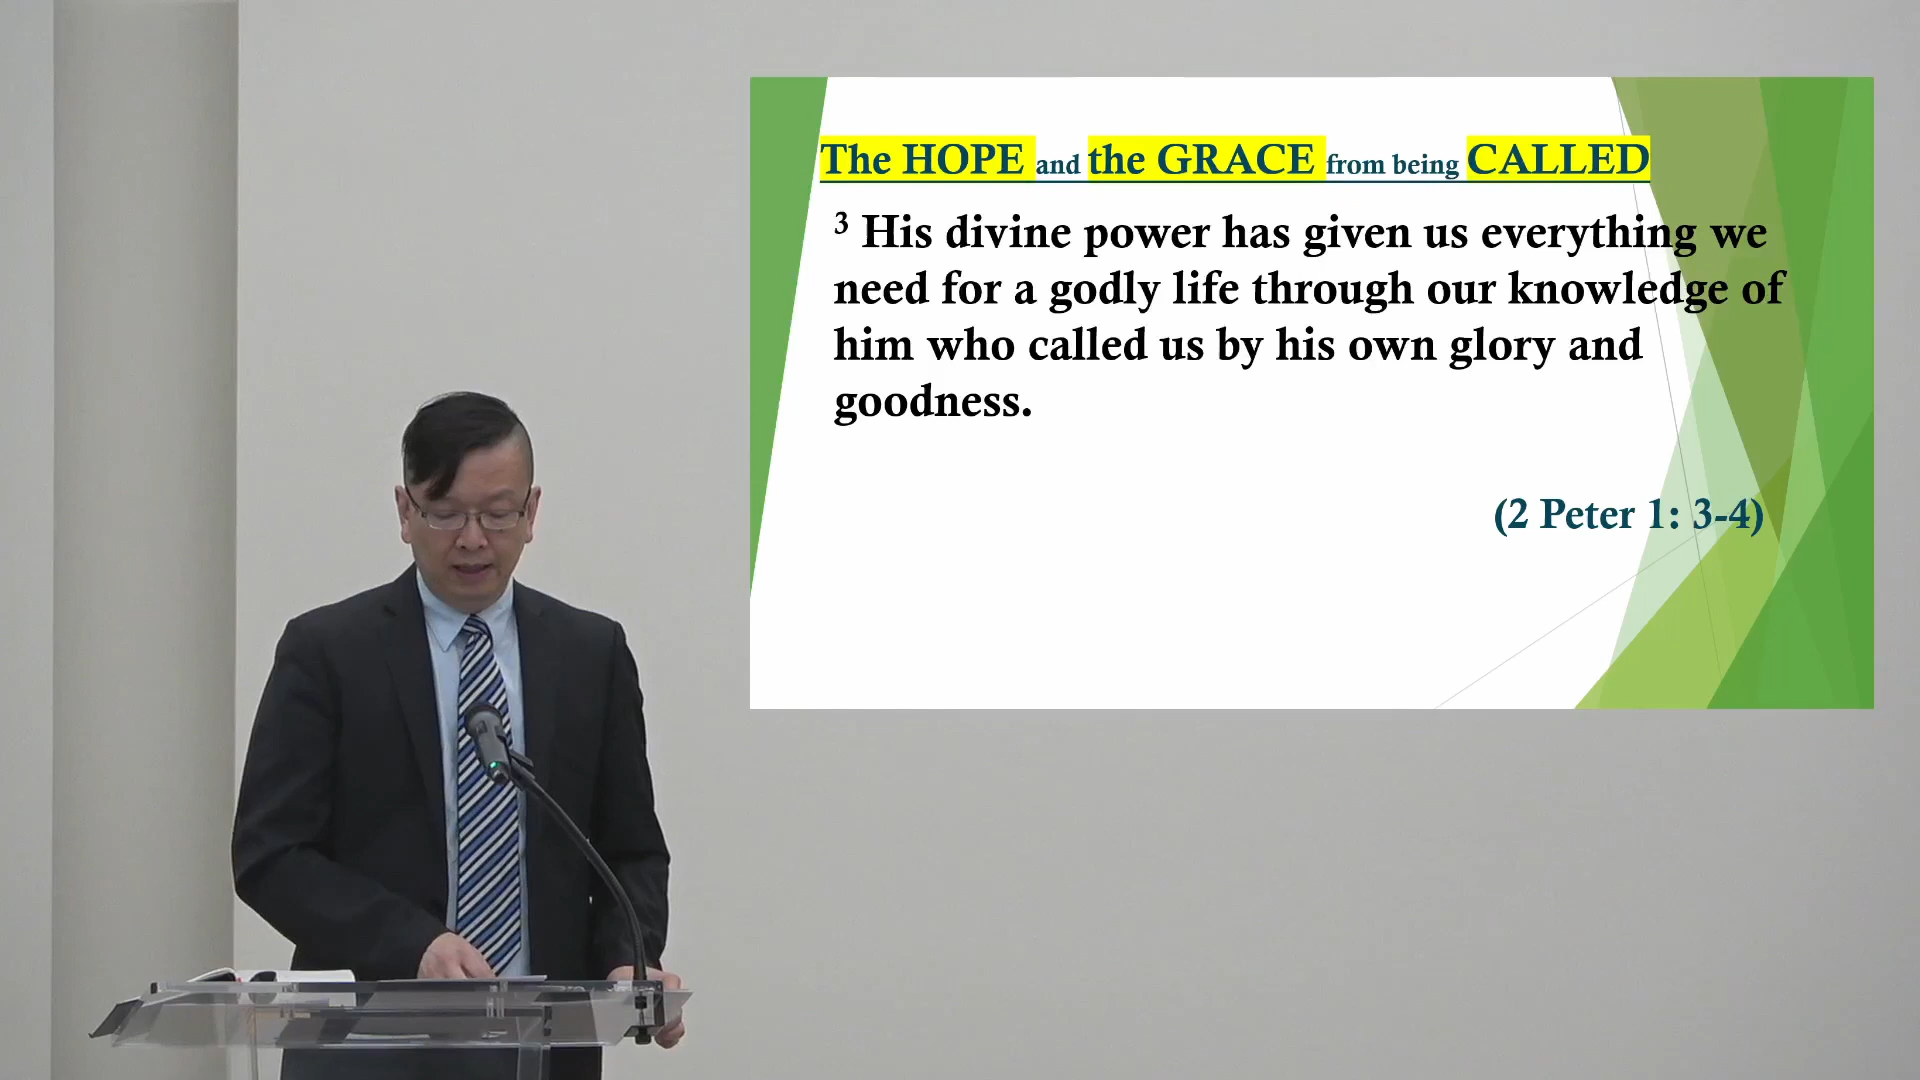 The HOPE and the GRACE from being CALLED
3 His divine power has given us everything we
need for a godly life through our knowledge of
him who called us by his own glory and
goodness.
(2 Peter 1: 3-4)